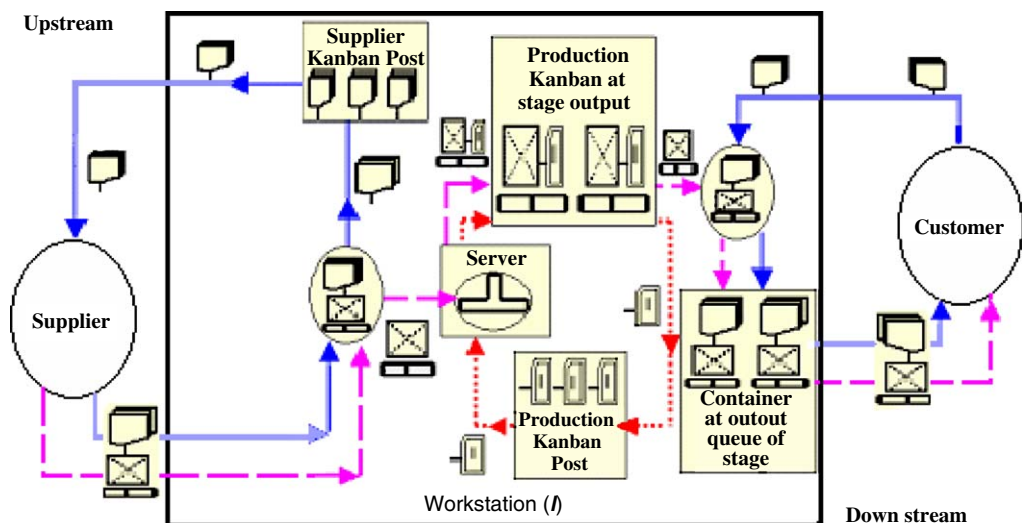 Upstream
Supplier
Kanban Post
Production
Kanban at
stage output
Customer
Server
Supplier
Production
Kanban
Post
Container
at outout
queue of
stage
Workstation (I)
Down stream